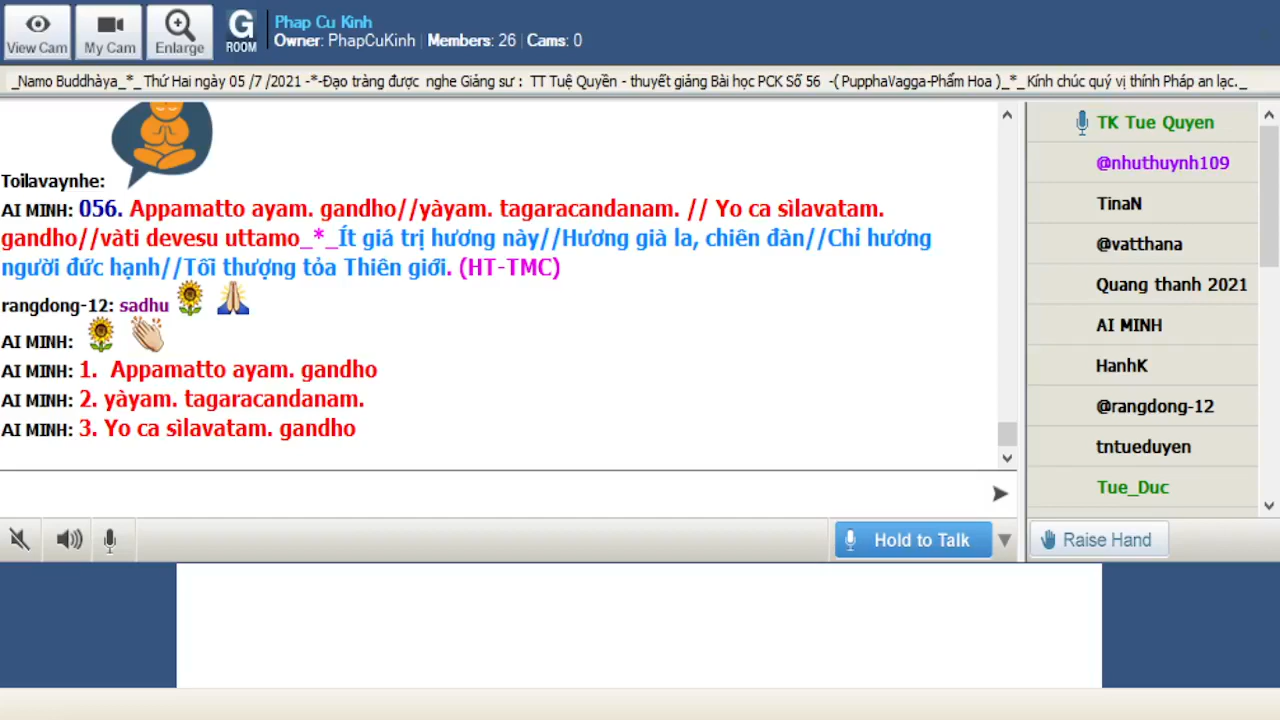 View Cam
My Cam
Enlarge
G
ROOM
Phap Cu Kinh
Owner: PhapCuKinh | Members: 26 | Cams: 0
_Namo Buddhàya_*_ Thứ Hai ngày 05 /7 /2021 -*-Đạo tràng được nghe Giảng sư : TT Tuệ Quyền - thuyết giảng Bài học PCK Số 56 -( PupphaVagga-Phẩm Hoa )_*_Kính chúc quý vị thính Pháp an lạc._
Toilavaynhe:
AI MINH: 056. Appamatto ayam. gandho//yàyam. tagaracandanam. // Yo ca sìlavatam.
gandho//vàti devesu uttamo_*_Ít giá trị hương này//Hương già la, chiên đàn//Chỉ hương
người đức hạnh//Tối thượng tỏa Thiên giới. (HT-TMC)
rangdong-12: sadhu
AI MINH:
AI MINH: 1. Appamatto ayam. gandho
AI MINH: 2. yàyam. tagaracandanam.
AI MINH: 3. Yo ca sìlavatam. gandho
Hold to Talk
TK Tue Quyen
@nhuthuynh109
TinaN
@vatthana
Quang thanh 2021
AI MINH
HanhK
@rangdong-12
tntueduyen
Tue_Duc
Raise Hand